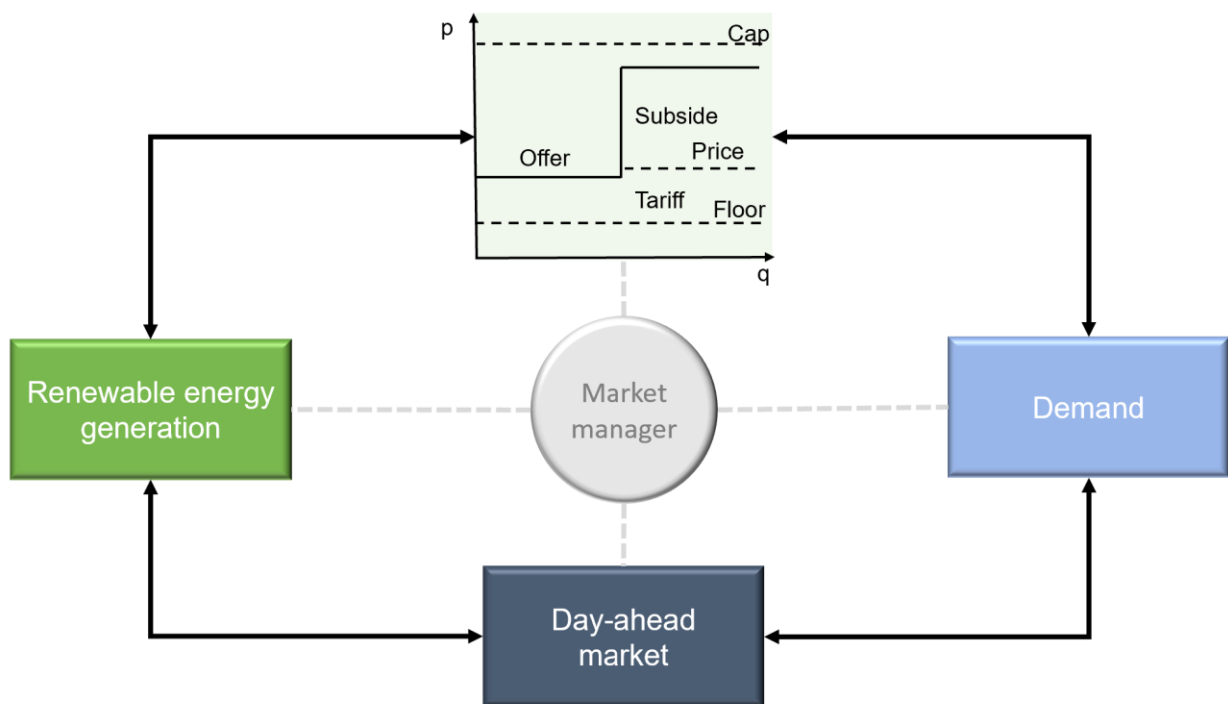 p
Cap
Subside
Offer
Price
Tariff
Floor
q
Renewable energy
generation
Market
manager
Demand
Day-ahead
market